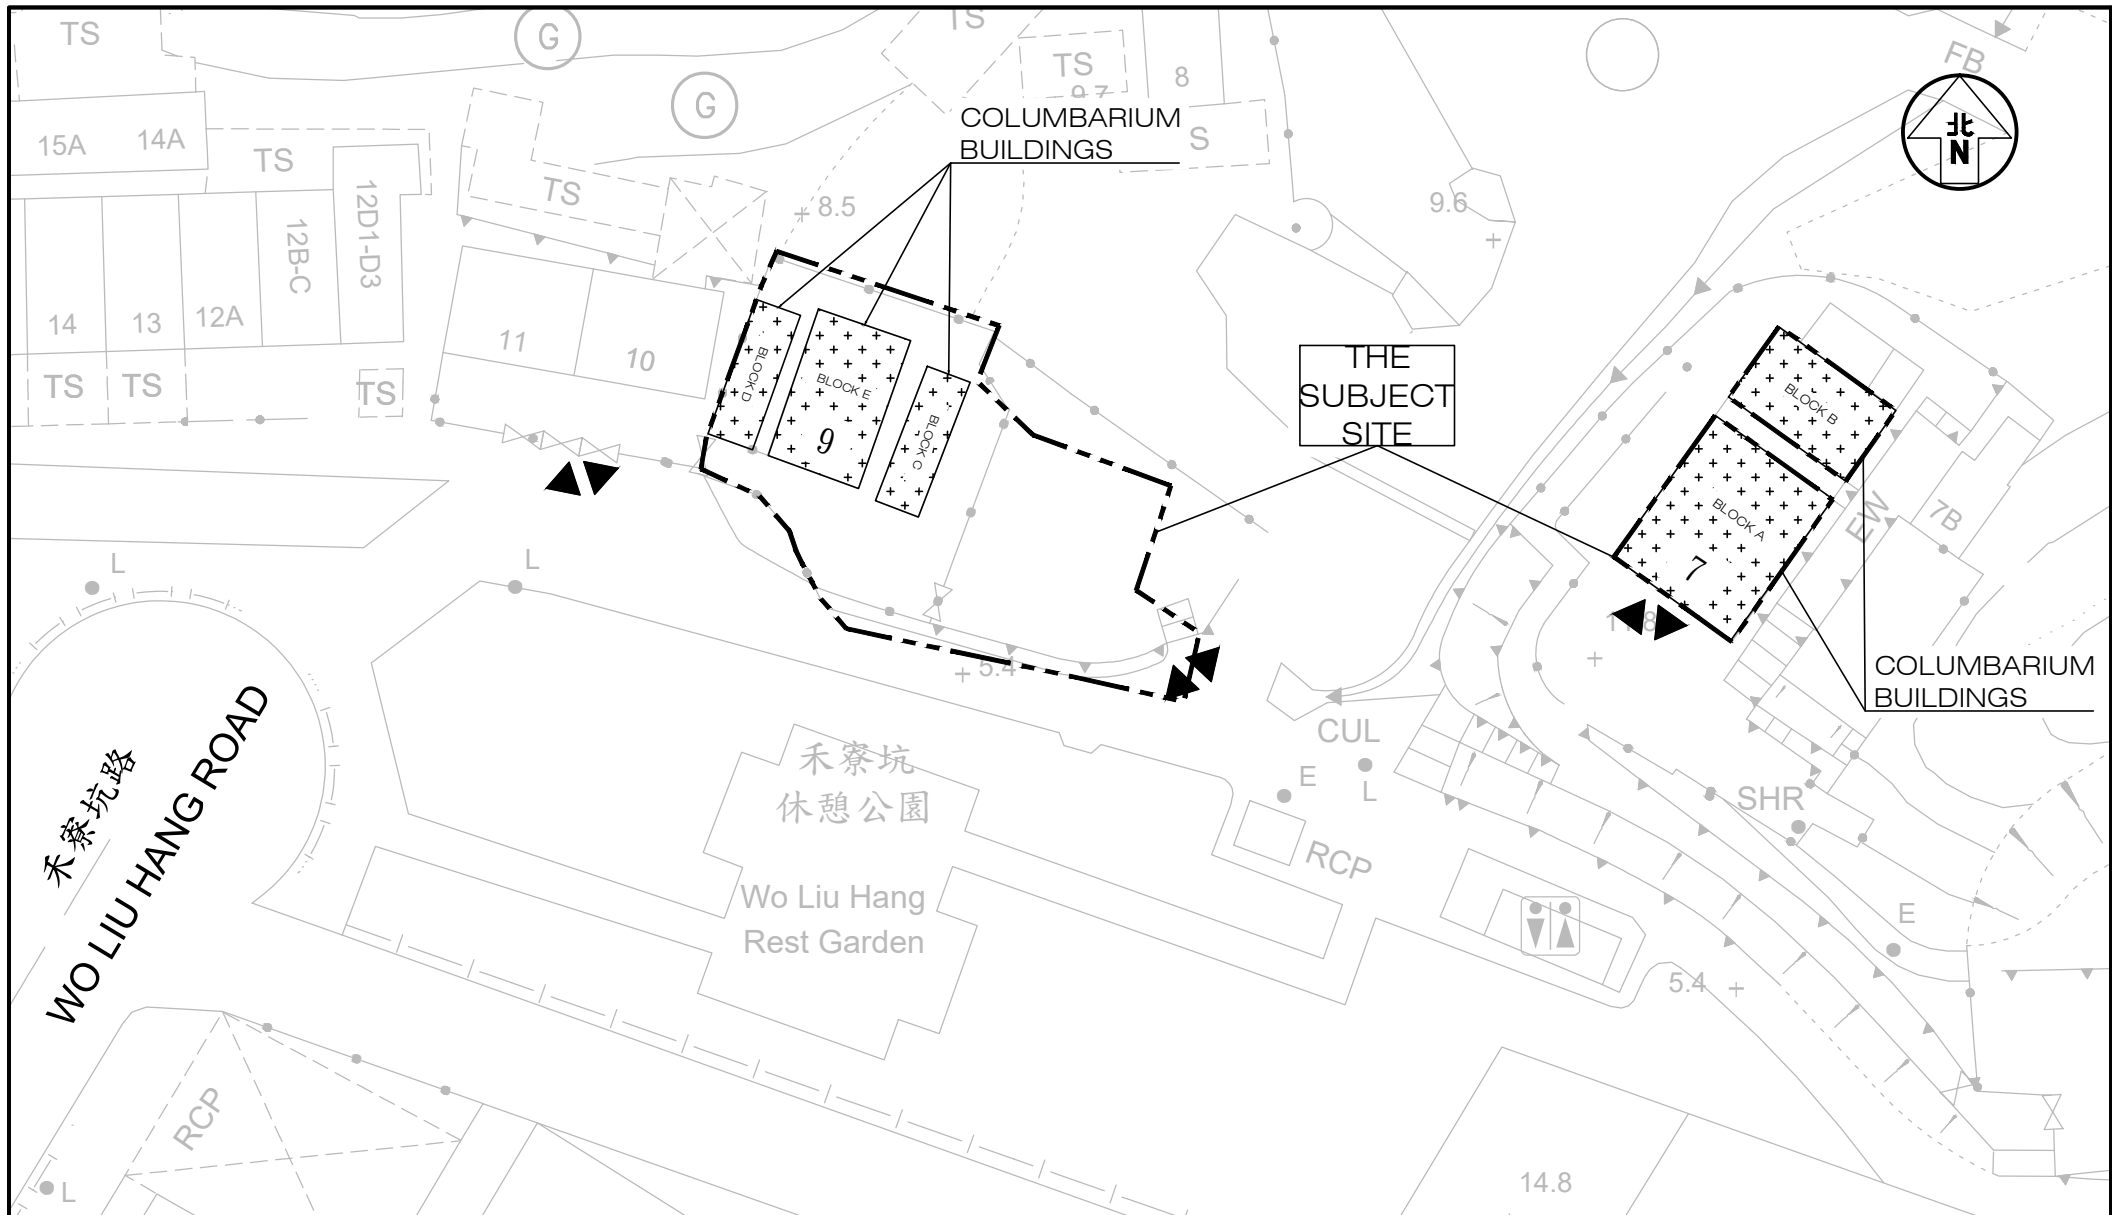 TS
G
TS
FB
TS
9.7
8
G
COLUMBARIUM
BUILDINGS
S
北
N
15A
14A
TS
12D1-D3
TS
8.5
9.6
12B-C
14
13
12A
11
10
TS
TS
TS
BLOCK D
BLOCK E
9
BLOCK C
THE
SUBJECT
SITE
BLOCK B
BLOCK A
7
EW
7B
L
L
5.4
COLUMBARIUM
BUILDINGS
禾寮坑路
WO LIU HANG ROAD
禾寮坑
休憩公園
Wo Liu Hang
Rest Garden
CUL
E
L
RCP
SHR
E
5.4
RCP
L
14.8